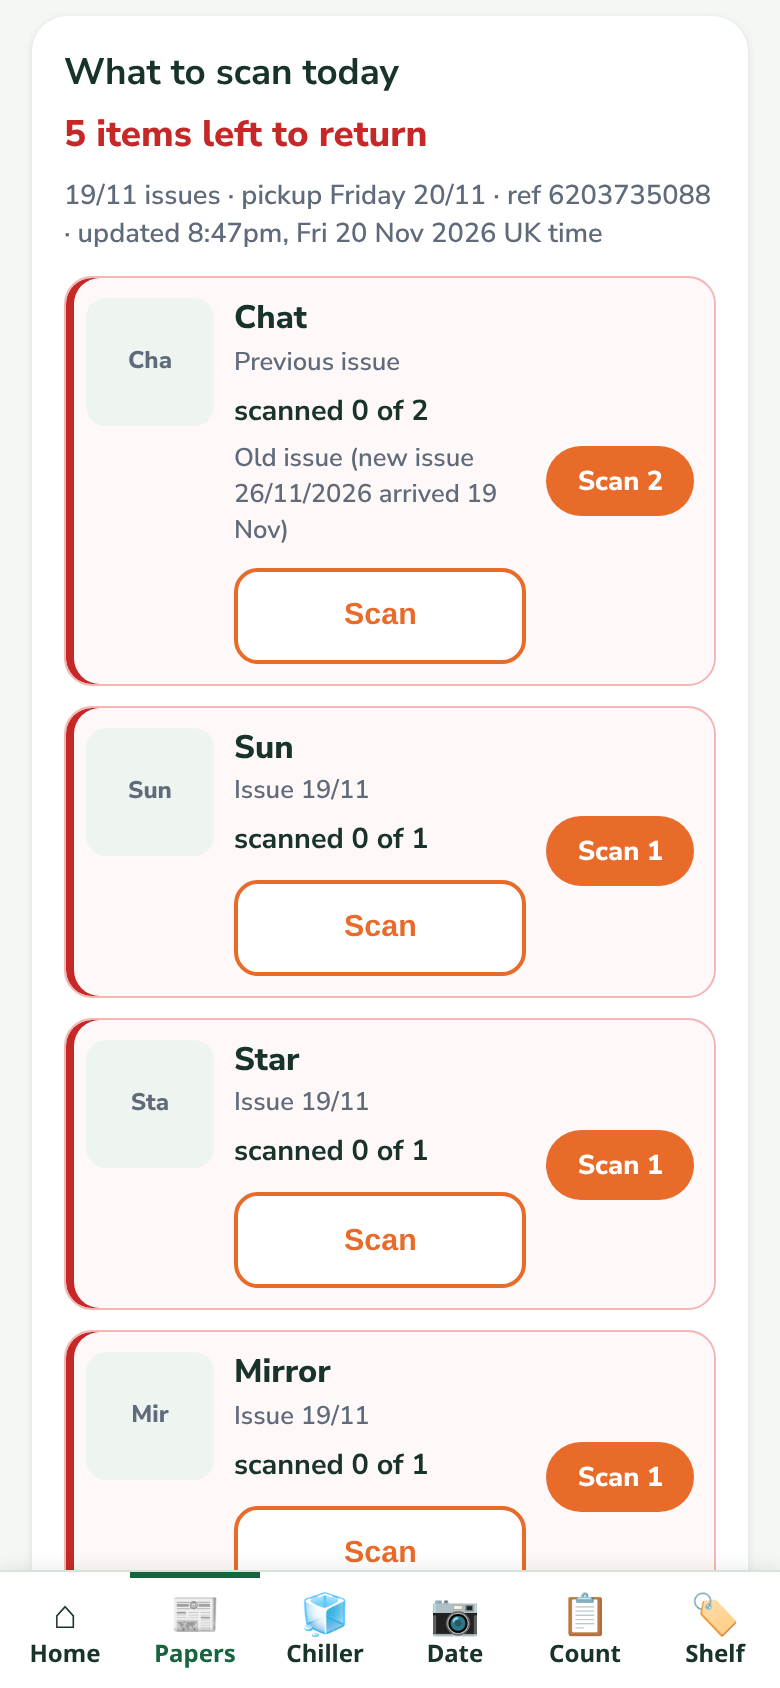 What to scan today
5 items left to return
19/11 issues · pickup Friday 20/11 · ref 6203735088
· updated 8:47pm, Fri 20 Nov 2026 UK time
Cha
Chat
Previous issue
scanned 0 of 2
Old issue (new issue
26/11/2026 arrived 19
Nov)
Scan 2
Scan
Sun
Sun
Issue 19/11
scanned 0 of 1
Scan 1
Scan
Sta
Star
Issue 19/11
scanned 0 of 1
Scan 1
Scan
Mir
Mirror
Issue 19/11
scanned 0 of 1
Scan 1
Scan
Home
Papers
Chiller
Date
Count
Shelf